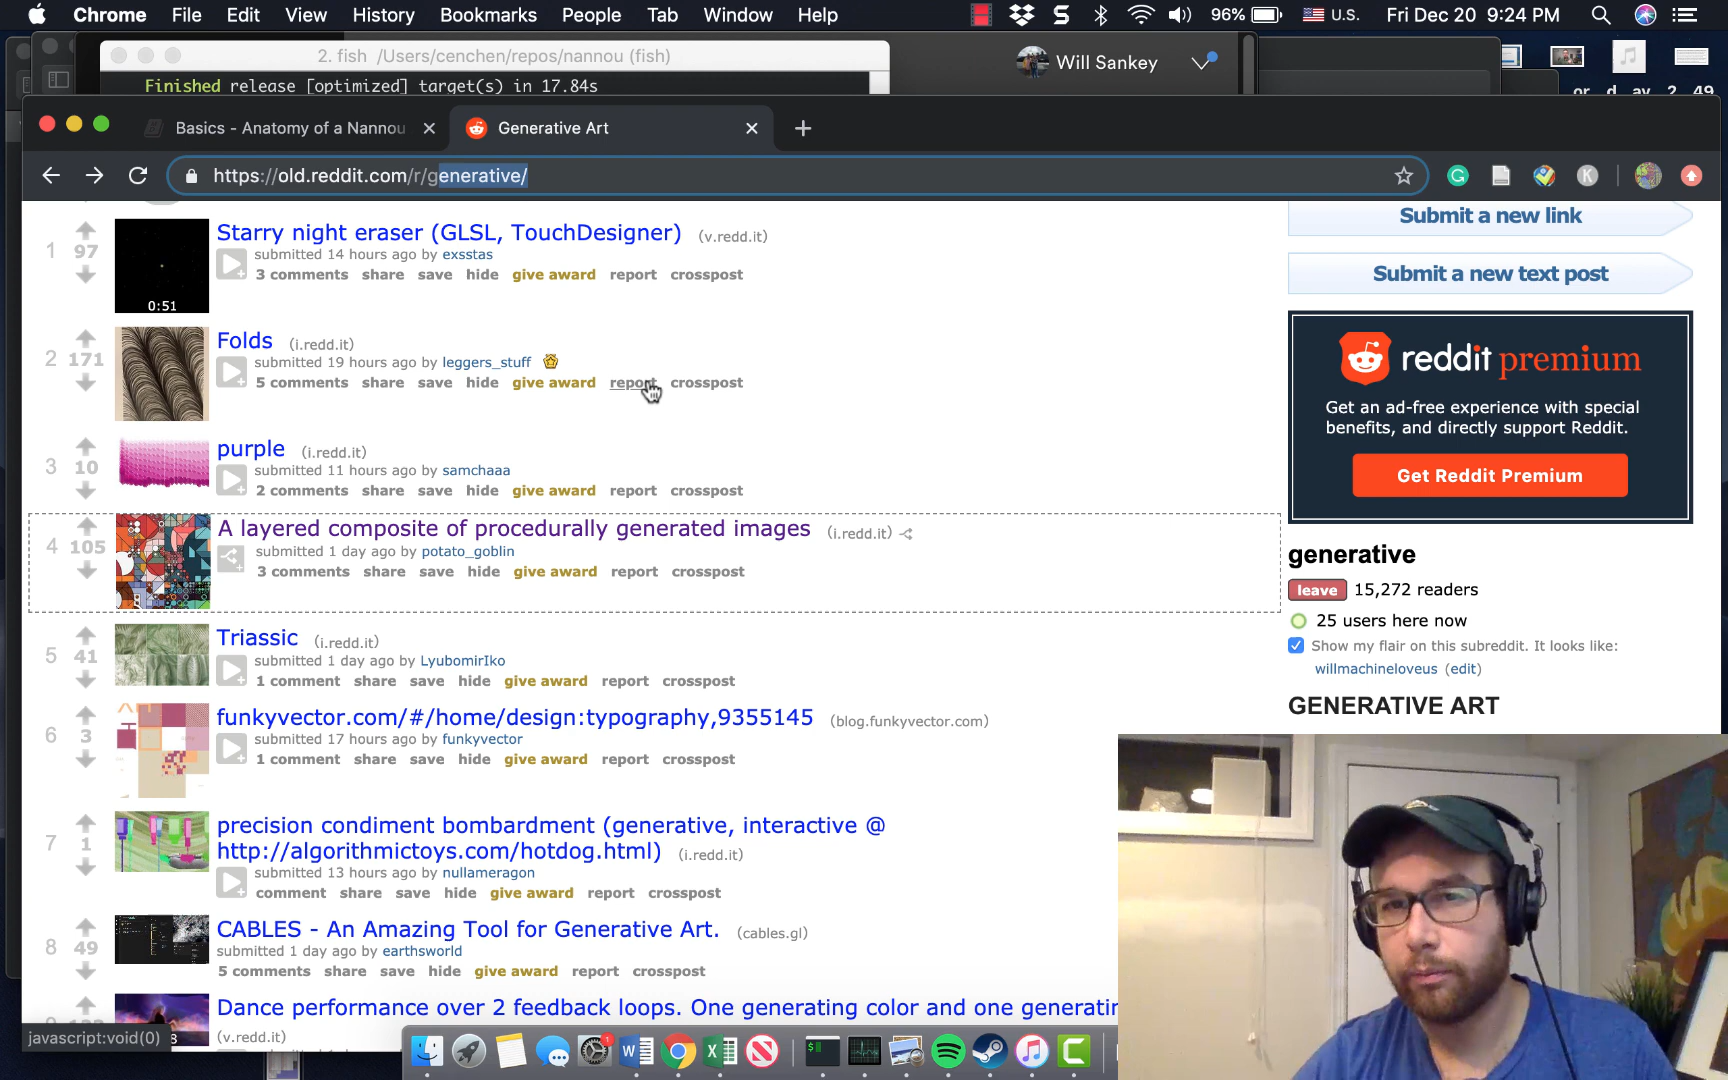 Chrome File Edit View History Bookmarks People Tab Window Help 96% U.S. Fri Dec 20 9:24 PM
2. fish /Users/cenchen/repos/nannou (fish)
Will Sankey
Finished release [optimized] target(s) in 17.84s
Basics - Anatomy of a Nannou
Generative Art
https://old.reddit.com/r/generative/
1
97
0:51
Starry night eraser (GLSL, TouchDesigner) (v.redd.it)
submitted 14 hours ago by exsstas
3 comments share save hide give award report crosspost
2
171
Folds (i.redd.it)
submitted 19 hours ago by leggers_stuff
5 comments share save hide give award report crosspost
3
10
purple (i.redd.it)
submitted 11 hours ago by samchaaa
2 comments share save hide give award report crosspost
4
105
A layered composite of procedurally generated images (i.redd.it)
submitted 1 day ago by potato_goblin
3 comments share save hide give award report crosspost
5
41
Triassic (i.redd.it)
submitted 1 day ago by LyubomirIko
1 comment share save hide give award report crosspost
6
3
funkyvector.com/#/home/design:typography,9355145 (blog.funkyvector.com)
submitted 17 hours ago by funkyvector
1 comment share save hide give award report crosspost
7
1
precision condiment bombardment (generative, interactive @
http://algorithmictoys.com/hotdog.html) (i.redd.it)
submitted 13 hours ago by nullameragon
comment share save hide give award report crosspost
8
49
CABLES - An Amazing Tool for Generative Art. (cables.gl)
submitted 1 day ago by earthsworld
5 comments share save hide give award report crosspost
Dance performance over 2 feedback loops. One generating color and one generatin
(v.redd.it)
javascript:void(0)
Submit a new link
Submit a new text post
reddit premium
Get an ad-free experience with special
benefits, and directly support Reddit.
Get Reddit Premium
generative
leave 15,272 readers
25 users here now
Show my flair on this subreddit. It looks like:
willmachineloveus (edit)
GENERATIVE ART